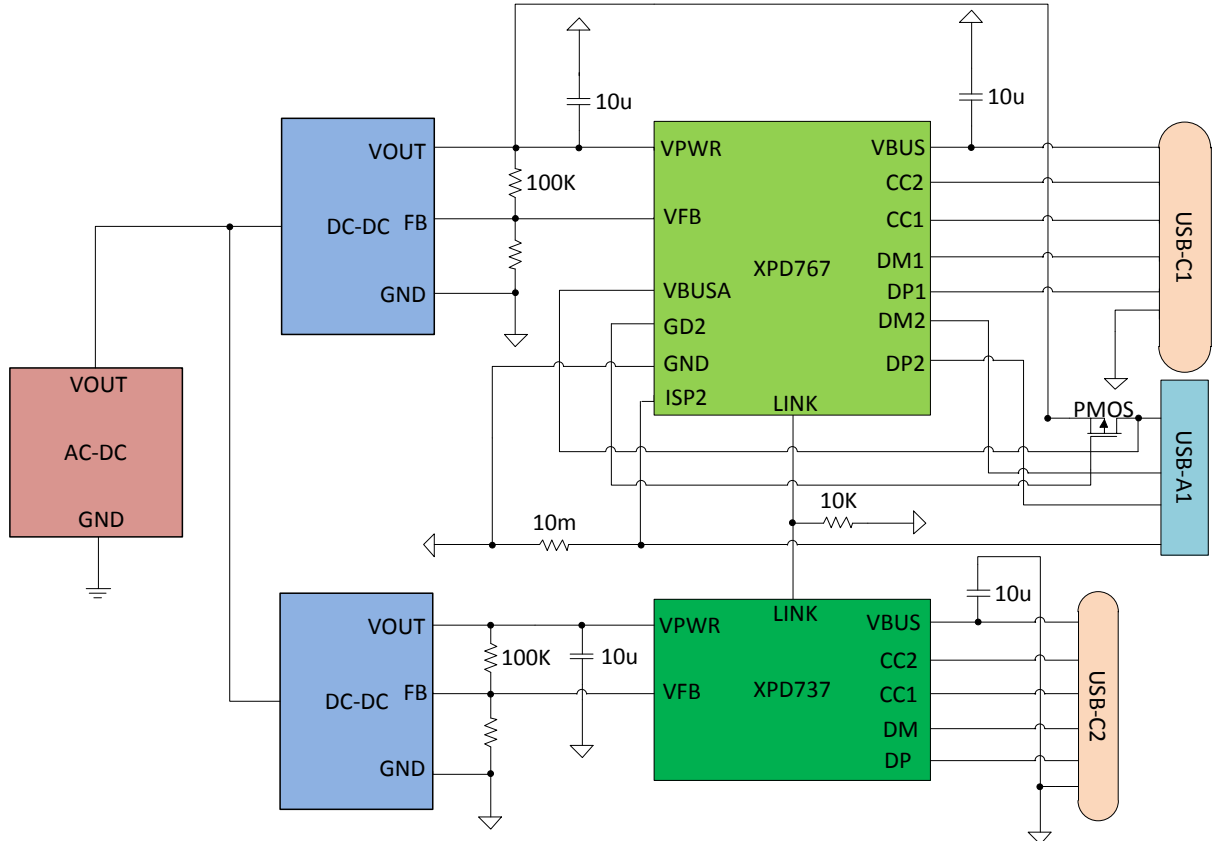 10u
10u
VOUT
100K
DC-DC
FB
GND
VPWR
VFB
VBUSA
GD2
GND
ISP2
XPD767
LINK
VBUS
CC2
CC1
DM1
DP1
DM2
DP2
USB-C1
PMOS
USB-A1
VOUT
AC-DC
GND
10m
10K
VOUT
100K
10u
DC-DC
FB
GND
LINK
VPWR
VFB
XPD737
VBUS
CC2
CC1
DM
DP
10u
USB-C2